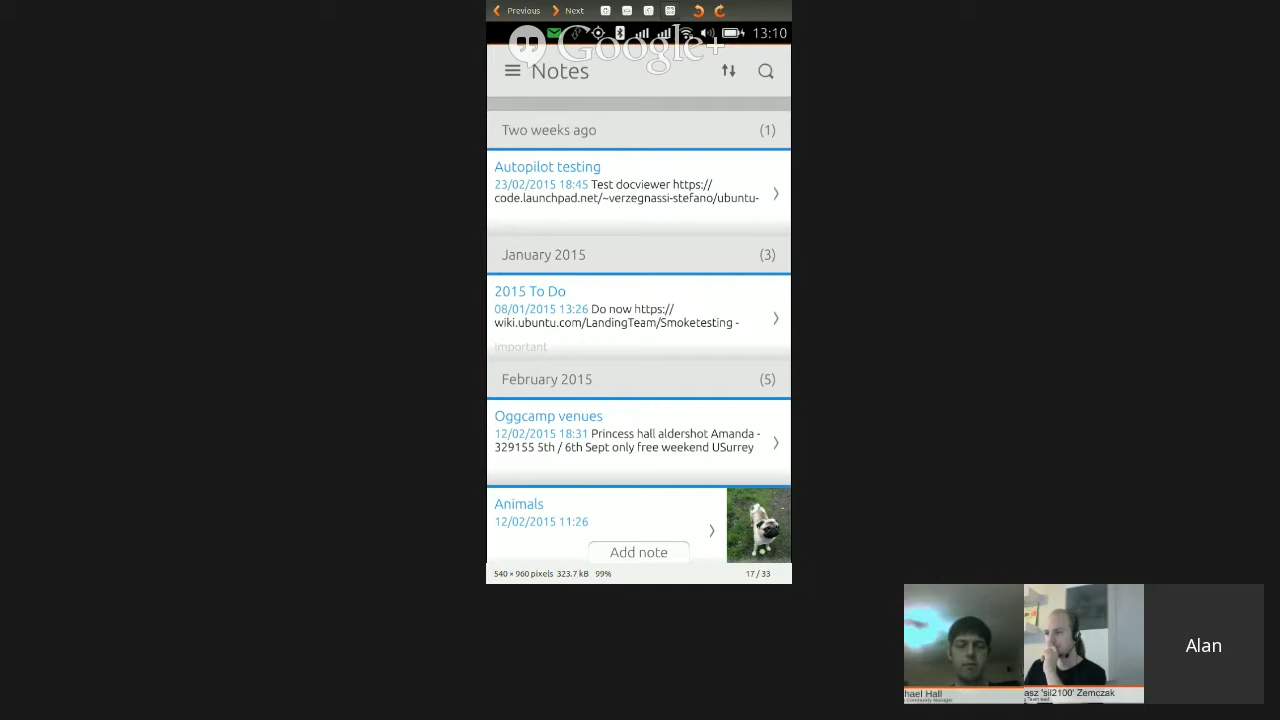 Previous Next
13:10
Google+
Notes
Two weeks ago (1)
Autopilot testing
23/02/2015 18:45 Test docviewer https://
code.launchpad.net/~verzegnassi-stefano/ubuntu-
January 2015 (3)
2015 To Do
08/01/2015 13:26 Do now https://
wiki.ubuntu.com/LandingTeam/Smoketesting -
Important
February 2015 (5)
Oggcamp venues
12/02/2015 18:31 Princess hall aldershot Amanda -
329155 5th / 6th Sept only free weekend USurrey
Animals
12/02/2015 11:26
Add note
540 × 960 pixels 323.7 kB 99% 17 / 33
Alan
hael Hall
asz 'sil2100' Zemczak